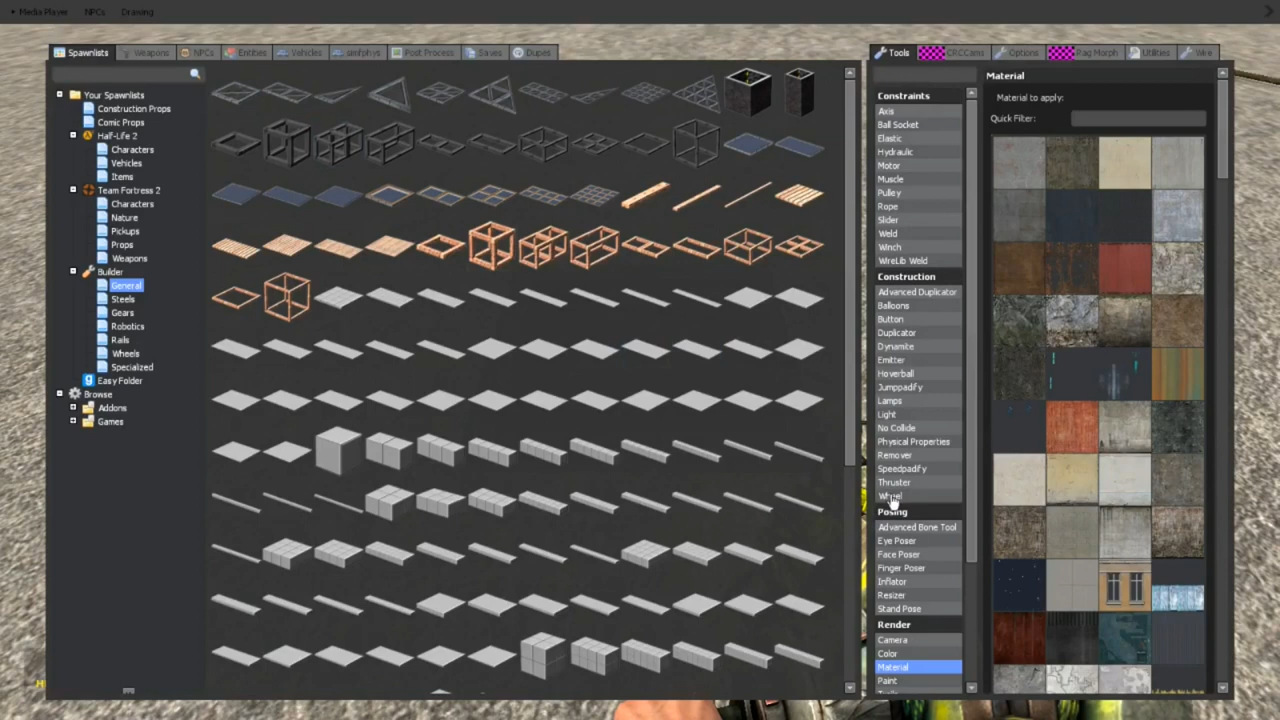 Media Player NPCs Drawing
Spawnlists Weapons NPCs Entities Vehicles Post Process Saves Dupes
Tools CRCCams Options Rag Morph Utilities Wire
Your Spawnlists
Construction Props
Comic Props
Half-Life 2
Characters
Vehicles
Items
Team Fortress 2
Characters
Nature
Pickups
Props
Weapons
Builder
General
Steels
Gears
Robotics
Rails
Wheels
Specialized
Easy Folder
Browse
Addons
Games
Constraints
Axis
Ball Socket
Elastic
Hydraulic
Motor
Muscle
Pulley
Rope
Slider
Weld
Winch
WireLib Weld
Construction
Advanced Duplicator
Balloons
Button
Duplicator
Dynamite
Emitter
Hoverball
Jumppadify
Lamps
Light
No Collide
Physical Properties
Remover
Speedpadify
Thruster
Wheel
Posing
Advanced Bone Tool
Eye Poser
Face Poser
Finger Poser
Inflator
Resizer
Stand Pose
Render
Camera
Color
Material
Paint
Material
Material to apply:
Quick Filter: